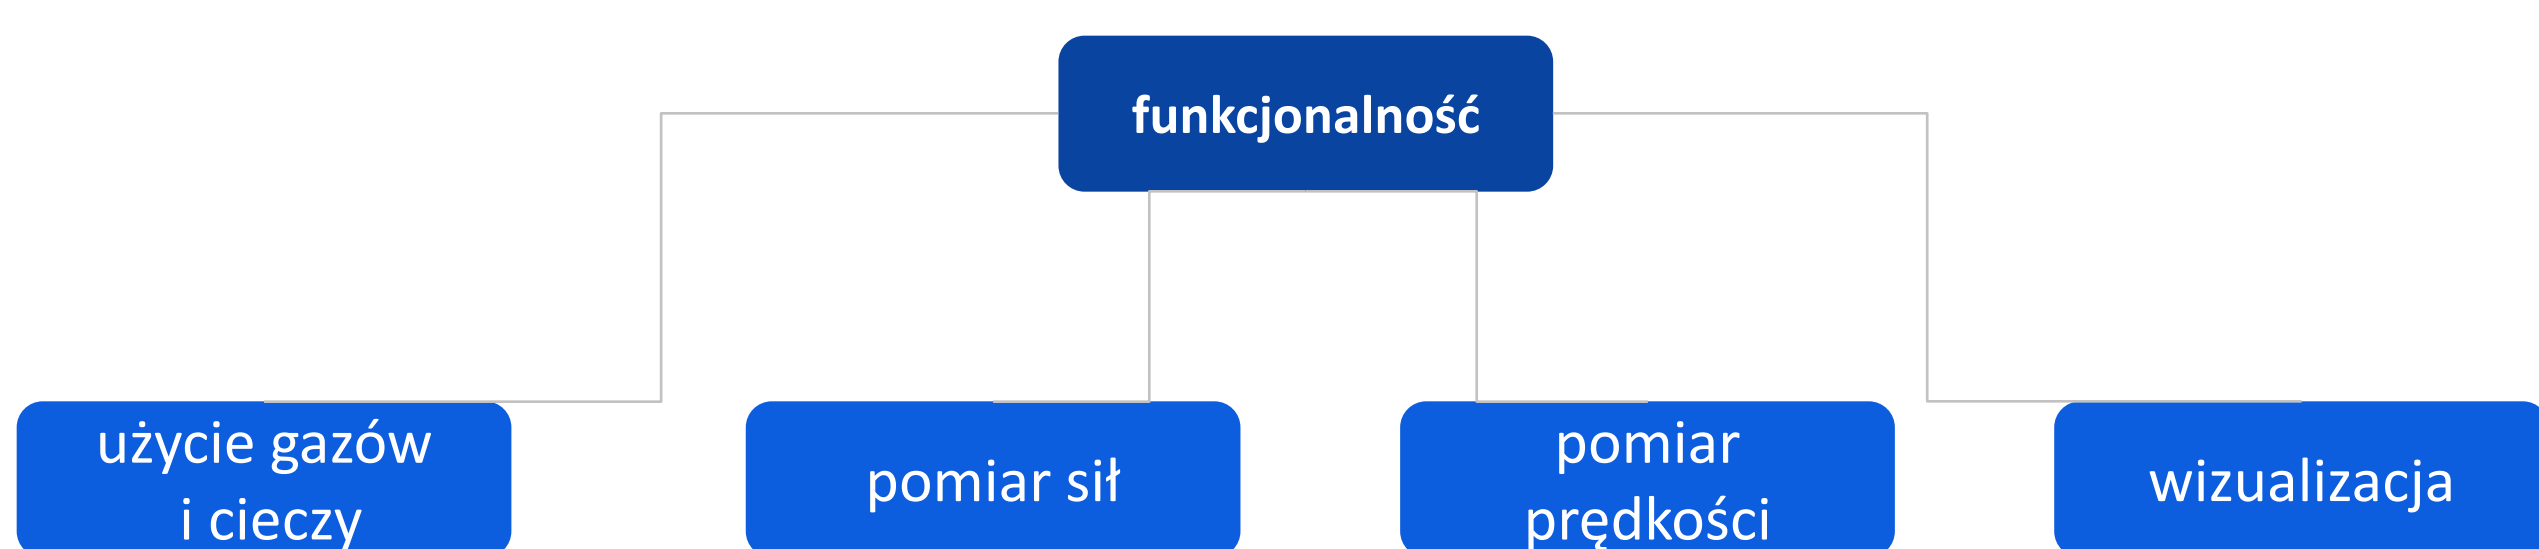 funkcjonalność
użycie gazów
i cieczy
pomiar sił
pomiar
prędkości
wizualizacja